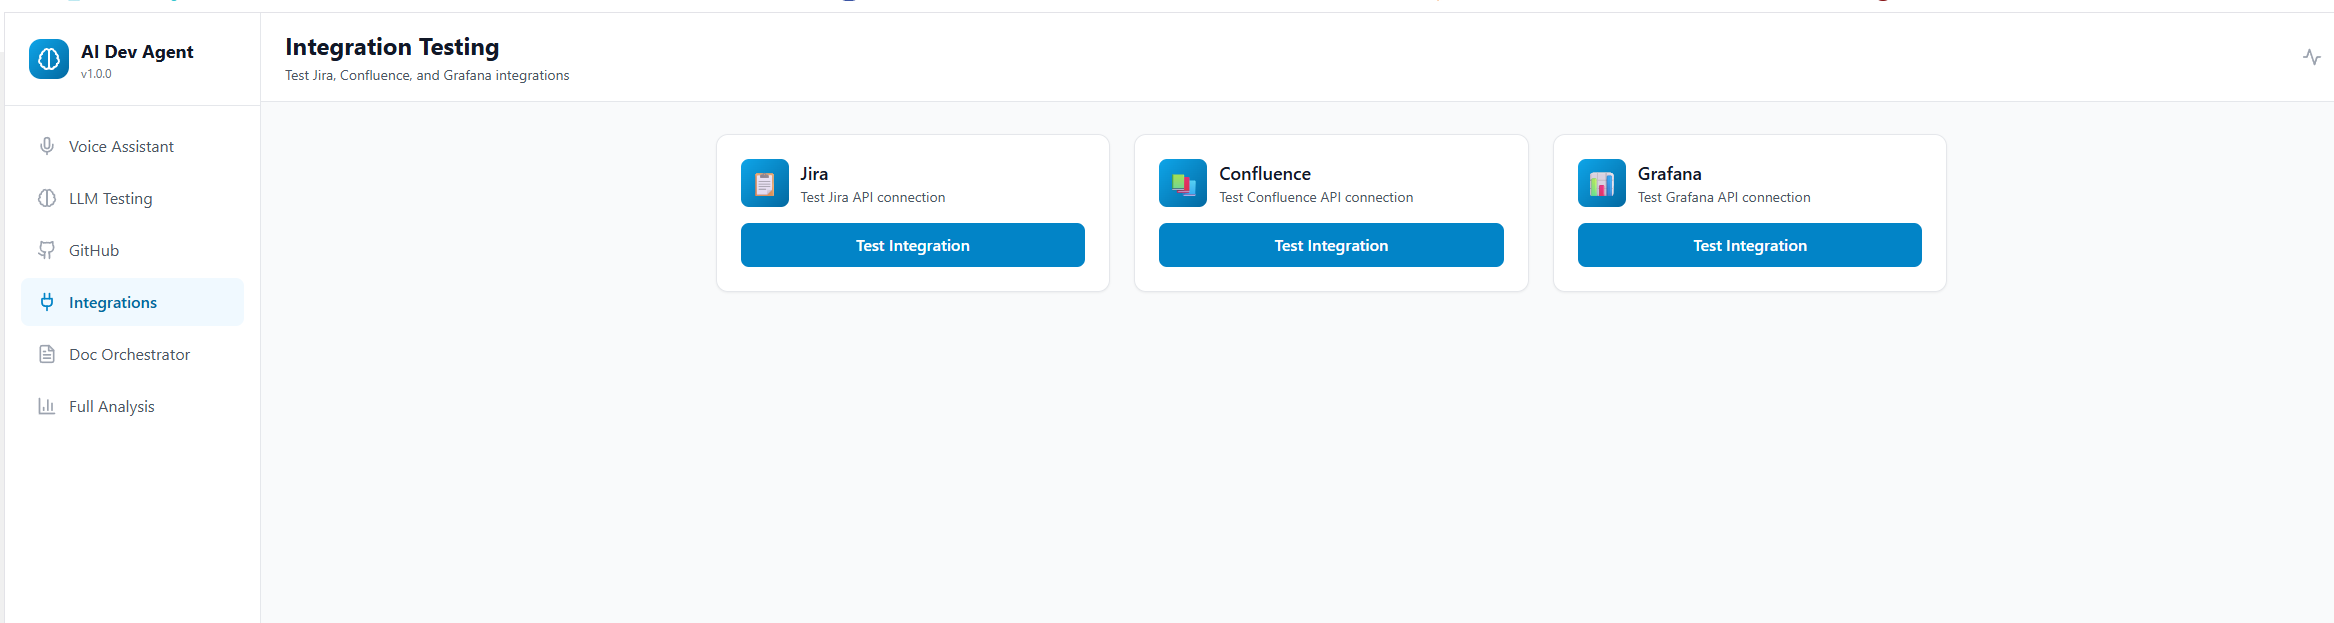 AI Dev Agent
v1.0.0
Voice Assistant
LLM Testing
GitHub
Integrations
Doc Orchestrator
Full Analysis
Integration Testing
Test Jira, Confluence, and Grafana integrations
Jira
Test Jira API connection
Test Integration
Confluence
Test Confluence API connection
Test Integration
Grafana
Test Grafana API connection
Test Integration